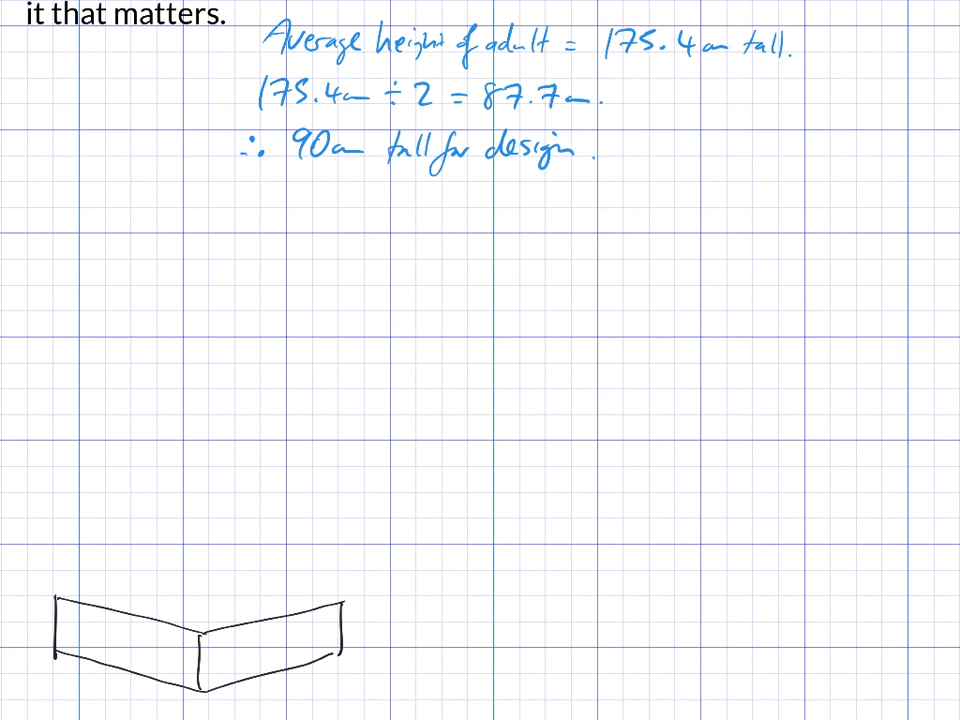 it that matters.
Average height of adult = 175.4cm tall.
175.4cm ÷ 2 = 87.7cm.
∴ 90cm tall for design.